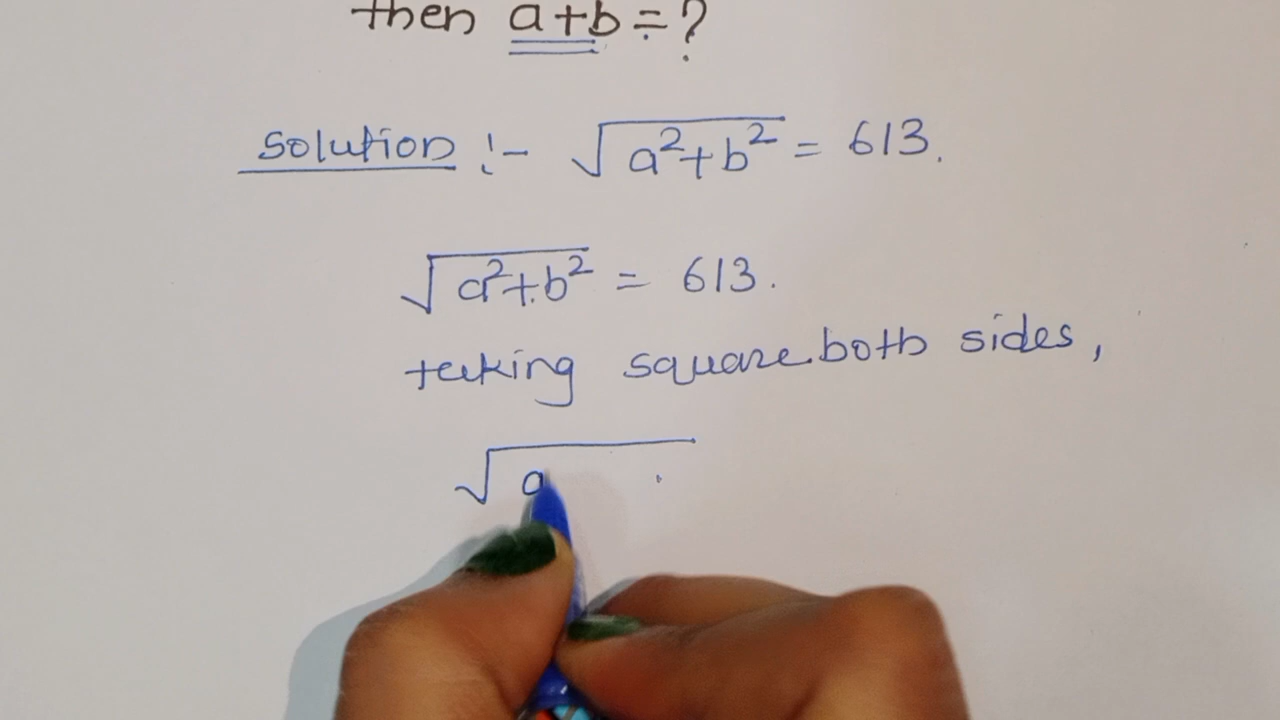 then a+b=?
Solution :- √a²+b² = 613.
√a²+b² = 613.
taking square both sides,
√a